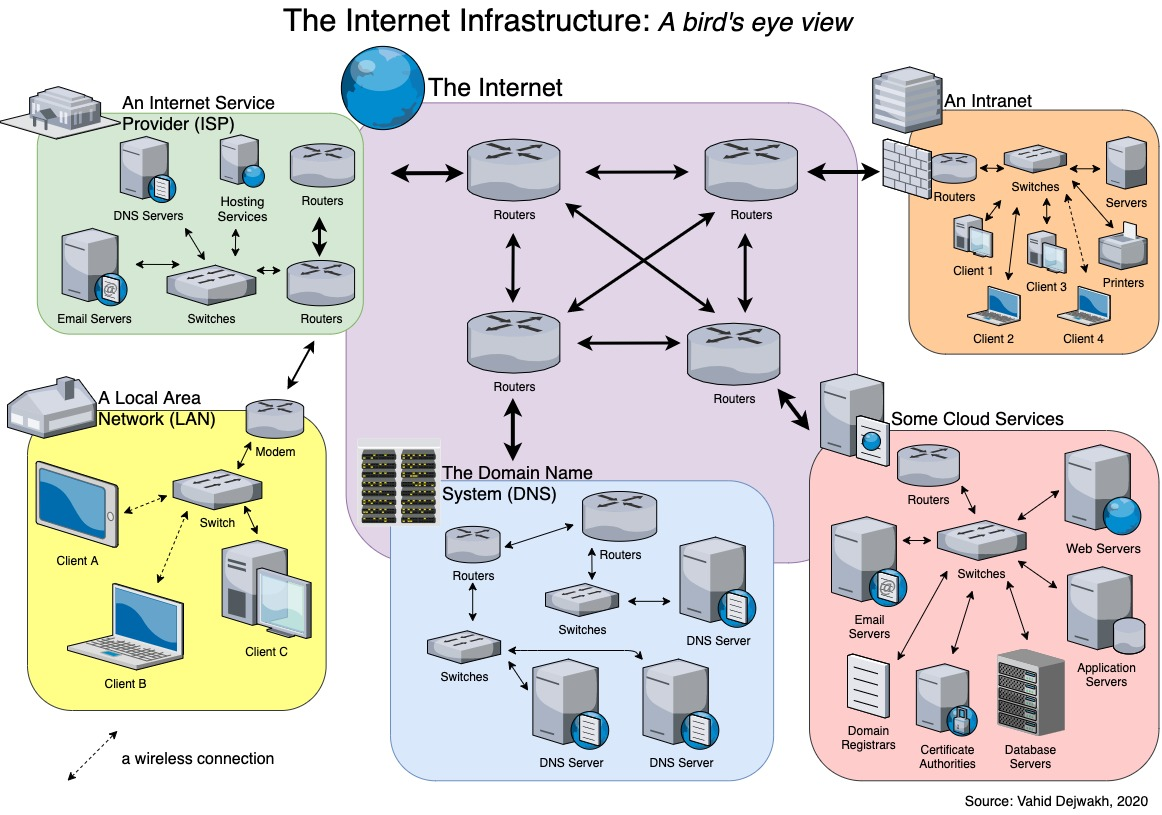 The Internet Infrastructure: A bird's eye view
The Internet
An Internet Service
Provider (ISP)
DNS Servers
Hosting
Services
Routers
Email Servers
Switches
Routers
Routers
Routers
Routers
Routers
An Intranet
Routers
Switches
Servers
Client 1
Client 3
Printers
Client 2
Client 4
A Local Area
Network (LAN)
Modem
Switch
Client A
Client C
Client B
a wireless connection
The Domain Name
System (DNS)
Routers
Routers
Switches
DNS Server
Switches
DNS Server
DNS Server
Some Cloud Services
Routers
Web Servers
Switches
Email
Servers
Application
Servers
Domain
Registrars
Certificate
Authorities
Database
Servers
Source: Vahid Dejwakh, 2020